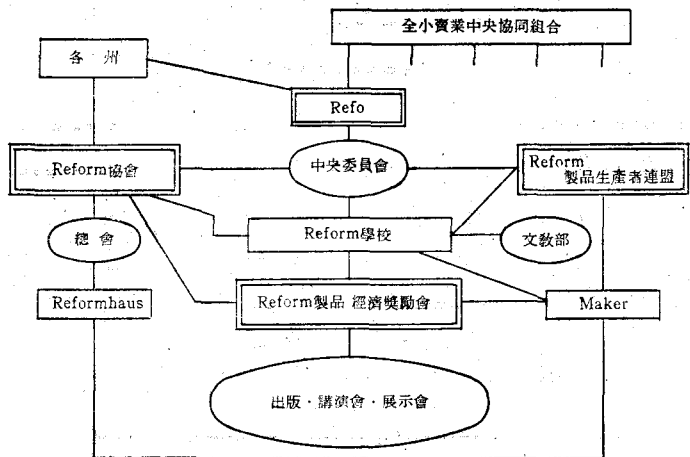 全小賣業中央協同組合
各 州
Refo
Reform協會
中央委員會
Reform
製品生產者連盟
總 會
Reform學校
文敎部
Reformhaus
Reform製品 經濟獎勵會
Maker
出版・講演會・展示會